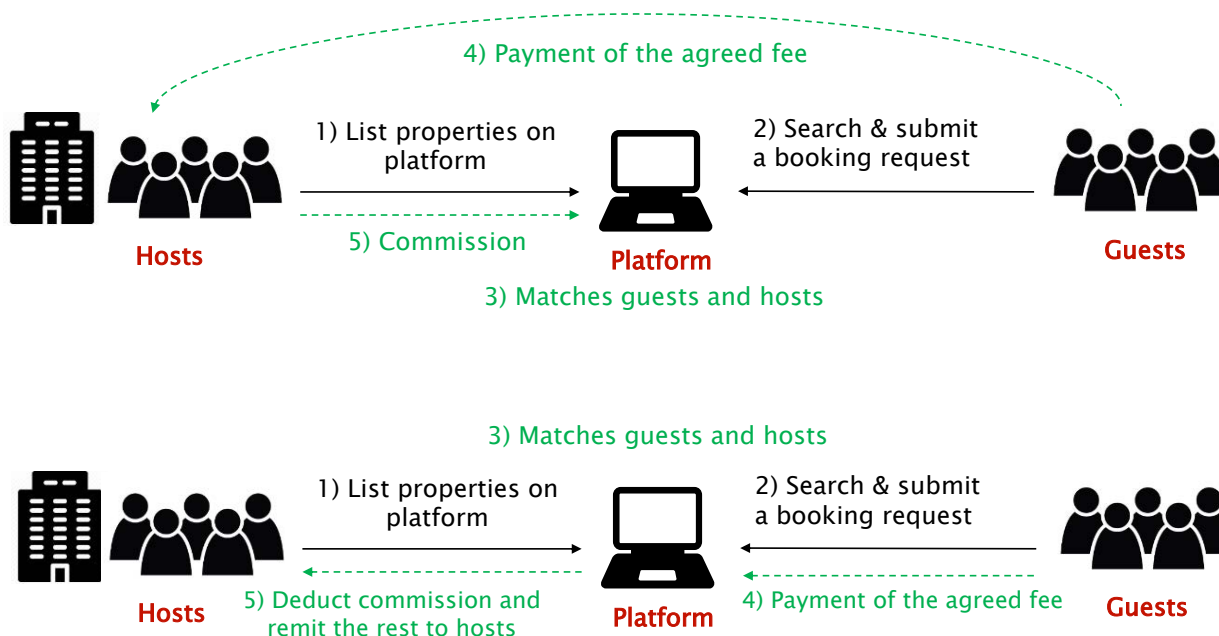 4) Payment of the agreed fee
1) List properties on
platform
2) Search & submit
a booking request
5) Commission
Hosts
Platform
Guests
3) Matches guests and hosts
3) Matches guests and hosts
1) List properties on
platform
2) Search & submit
a booking request
Hosts
5) Deduct commission and
remit the rest to hosts
Platform
4) Payment of the agreed fee
Guests